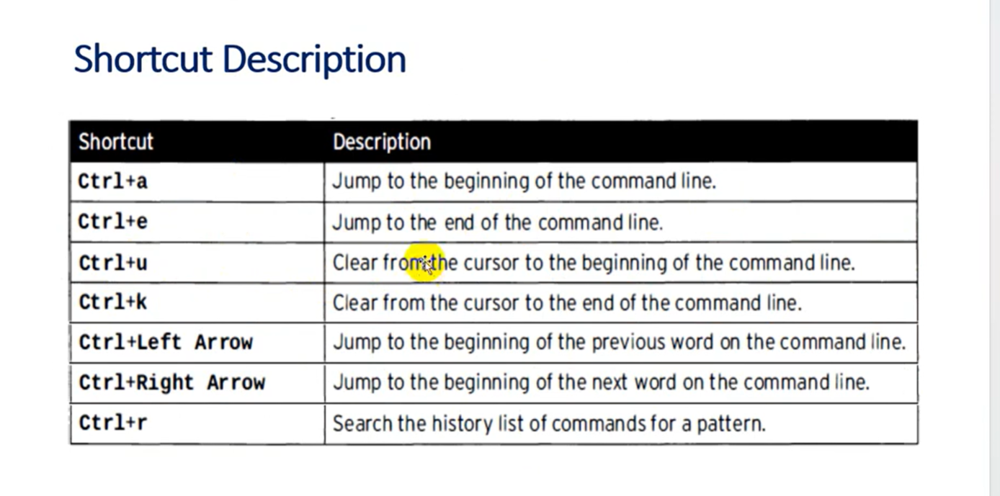 Shortcut Description
Shortcut Description
Ctrl+a Jump to the beginning of the command line.
Ctrl+e Jump to the end of the command line.
Ctrl+u Clear from the cursor to the beginning of the command line.
Ctrl+k Clear from the cursor to the end of the command line.
Ctrl+Left Arrow Jump to the beginning of the previous word on the command line.
Ctrl+Right Arrow Jump to the beginning of the next word on the command line.
Ctrl+r Search the history list of commands for a pattern.